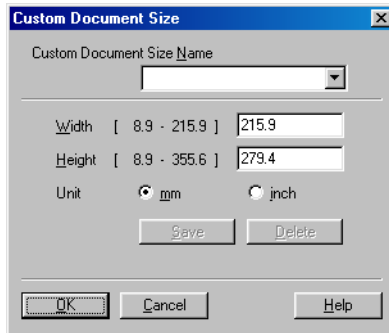 Custom Document Size
Custom Document Size Name
Width [ 8.9 - 215.9 ] 215.9
Height [ 8.9 - 355.6 ] 279.4
Unit mm inch
Save Delete
OK Cancel Help